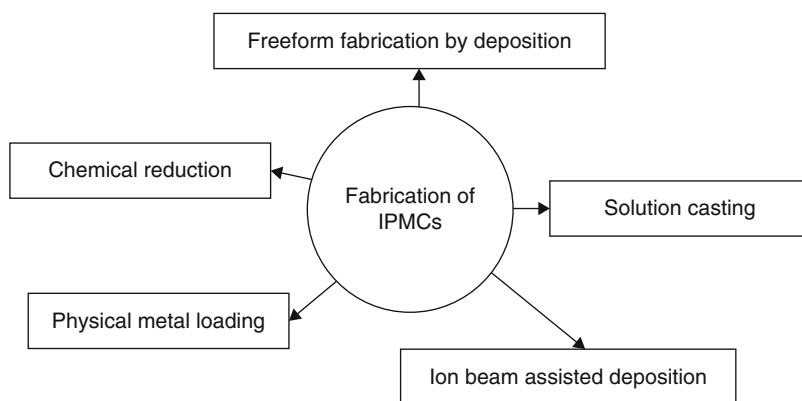 Freeform fabrication by deposition
Chemical reduction
Fabrication of
IPMCs
Solution casting
Physical metal loading
Ion beam assisted deposition